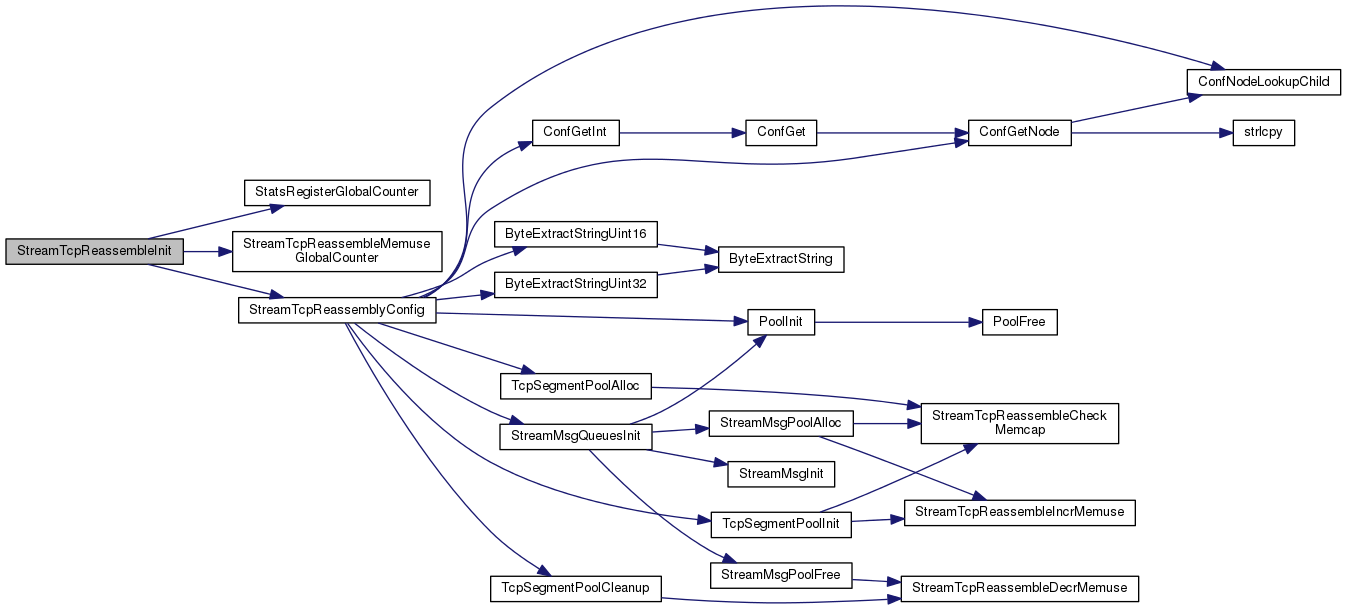 ConfNodeLookupChild
ConfGetInt
ConfGet
ConfGetNode
strlcpy
StatsRegisterGlobalCounter
StreamTcpReassembleInit
StreamTcpReassembleMemuse
GlobalCounter
ByteExtractStringUint16
ByteExtractString
ByteExtractStringUint32
StreamTcpReassemblyConfig
PoolInit
PoolFree
TcpSegmentPoolAlloc
StreamTcpReassembleCheck
Memcap
StreamMsgPoolAlloc
StreamMsgQueuesInit
StreamMsgInit
StreamTcpReassembleIncrMemuse
TcpSegmentPoolInit
StreamMsgPoolFree
TcpSegmentPoolCleanup
StreamTcpReassembleDecrMemuse